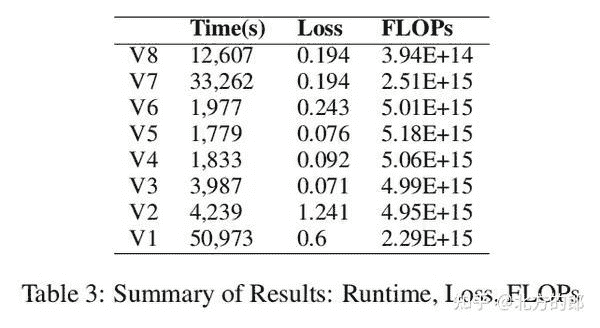 Time(s) Loss FLOPs
V8 12,607 0.194 3.94E+14
V7 33,262 0.194 2.51E+15
V6 1,977 0.243 5.01E+15
V5 1,779 0.076 5.18E+15
V4 1,833 0.092 5.06E+15
V3 3,987 0.071 4.99E+15
V2 4,239 1.241 4.95E+15
V1 50,973 0.6 2.29E+15
Table 3: Summary of Results: Runtime, Loss, FLOPs
知乎 @北方的郎